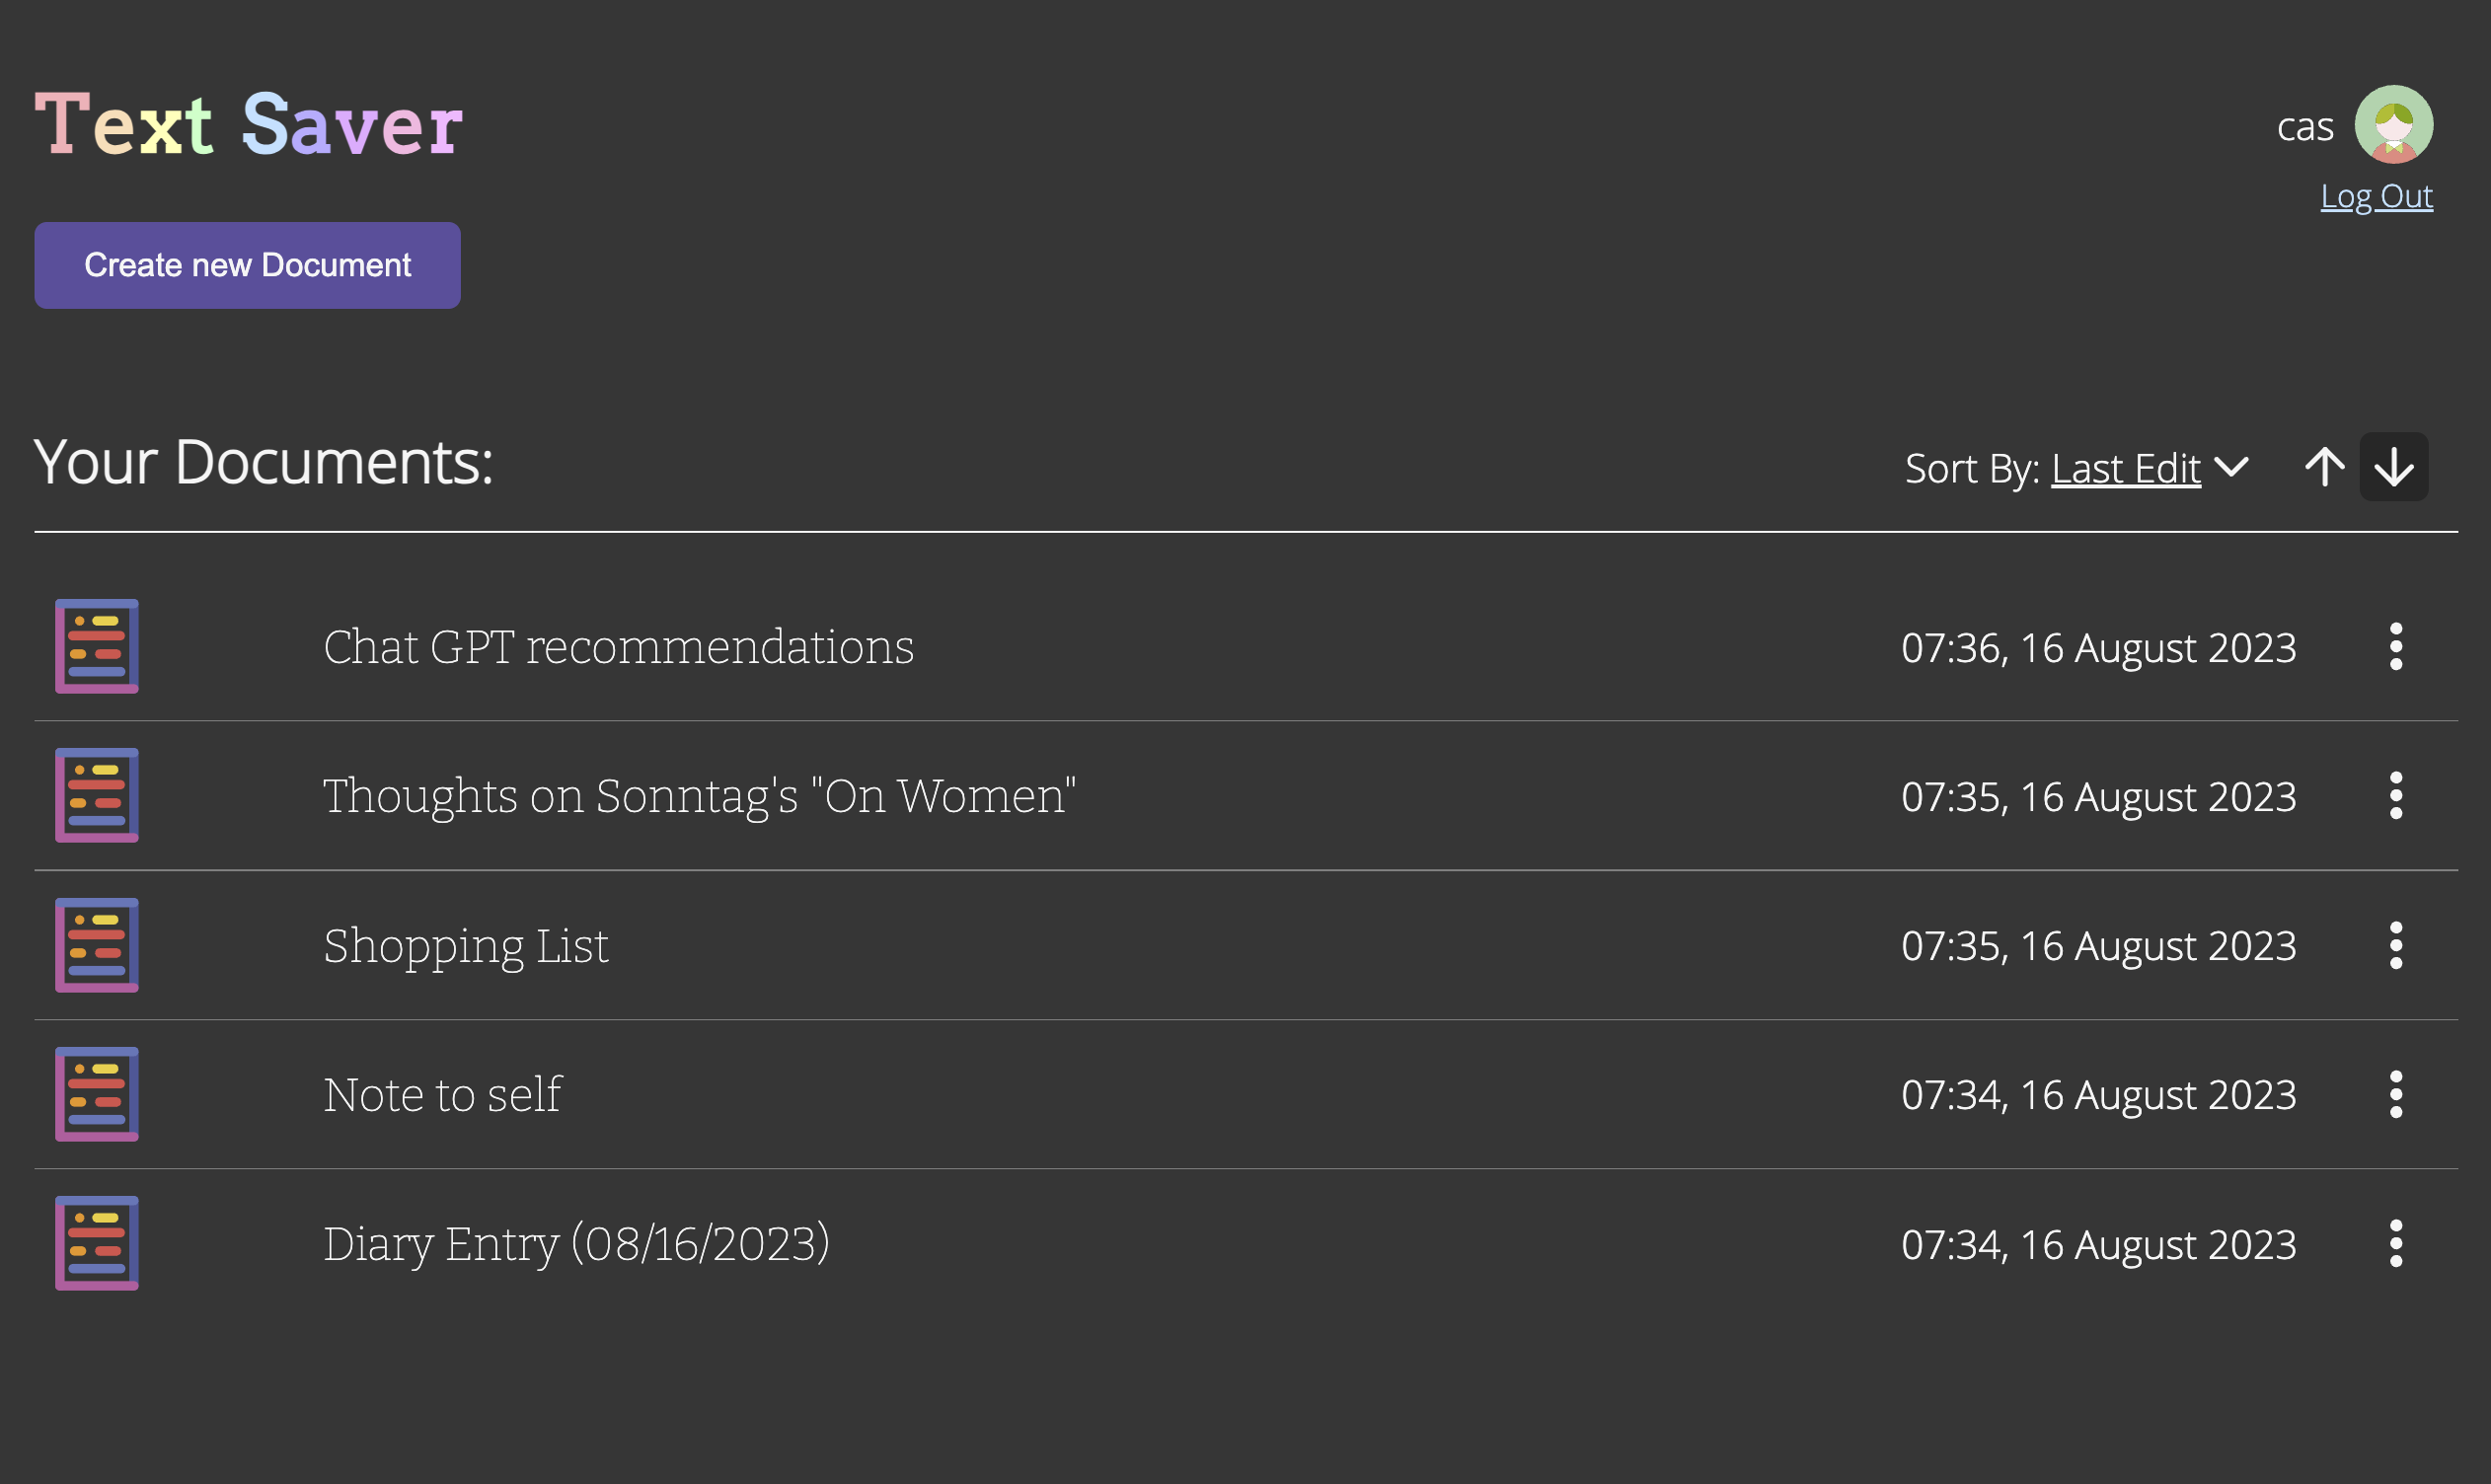 Text Saver
cas
Log Out
Create new Document
Your Documents:
Sort By: Last Edit
Chat GPT recommendations
07:36, 16 August 2023
Thoughts on Sonntag's "On Women"
07:35, 16 August 2023
Shopping List
07:35, 16 August 2023
Note to self
07:34, 16 August 2023
Diary Entry (08/16/2023)
07:34, 16 August 2023